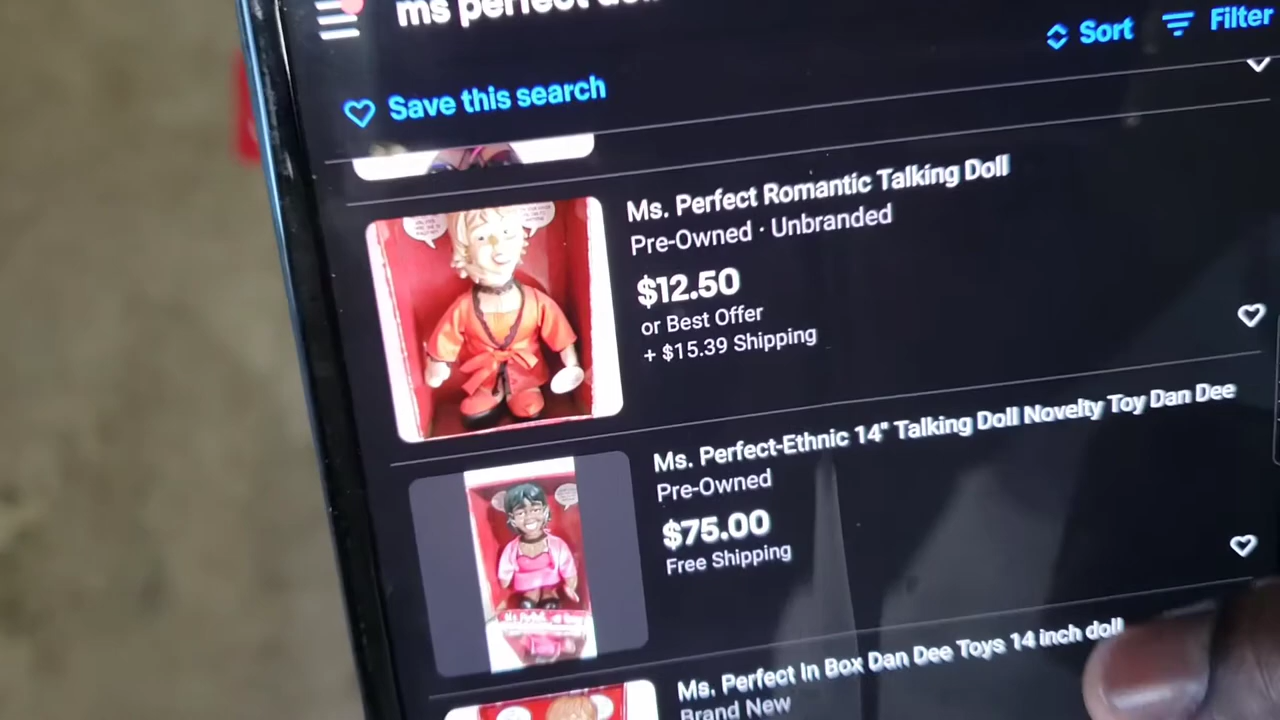 ms perfect doll
Sort
Filter
Save this search
Ms. Perfect Romantic Talking Doll
Pre-Owned · Unbranded
$12.50
or Best Offer
+ $15.39 Shipping
Ms. Perfect-Ethnic 14" Talking Doll Novelty Toy Dan Dee
Pre-Owned
$75.00
Free Shipping
Ms. Perfect In Box Dan Dee Toys 14 inch doll
Brand New